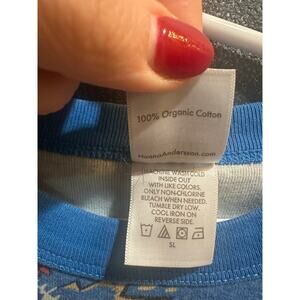 100% Organic Cotton
HannaAndersson.com
MACHINE WASH COLD
INSIDE OUT
WITH LIKE COLORS.
ONLY NON-CHLORINE
BLEACH WHEN NEEDED.
TUMBLE DRY LOW.
COOL IRON ON
REVERSE SIDE.
SL